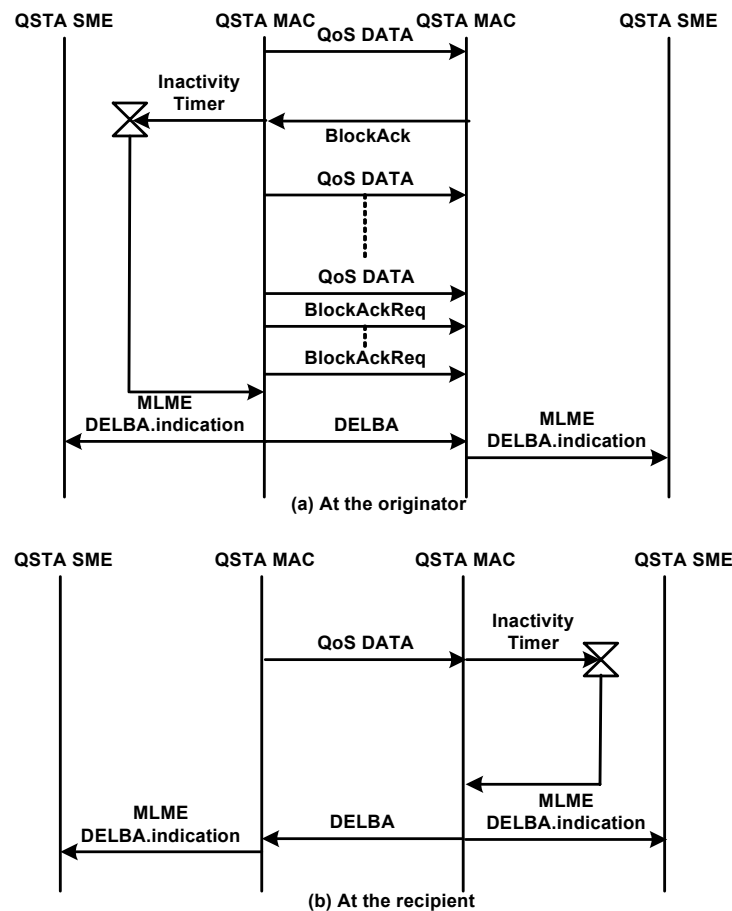 QSTA SME QSTA MAC QSTA MAC QSTA SME
QoS DATA
Inactivity
Timer
BlockAck
QoS DATA
QoS DATA
BlockAckReq
BlockAckReq
MLME
DELBA.indication
DELBA
MLME
DELBA.indication
(a) At the originator
QSTA SME QSTA MAC QSTA MAC QSTA SME
Inactivity
Timer
QoS DATA
MLME
DELBA.indication
DELBA
MLME
DELBA.indication
(b) At the recipient